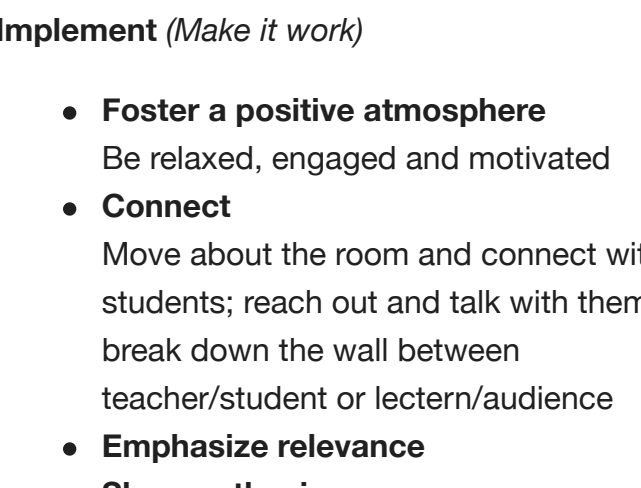 Implement (Make it work)
• Foster a positive atmosphere
Be relaxed, engaged and motivated
• Connect
Move about the room and connect
students; reach out and talk with them
break down the wall between
teacher/student or lectern/audience
• Emphasize relevance